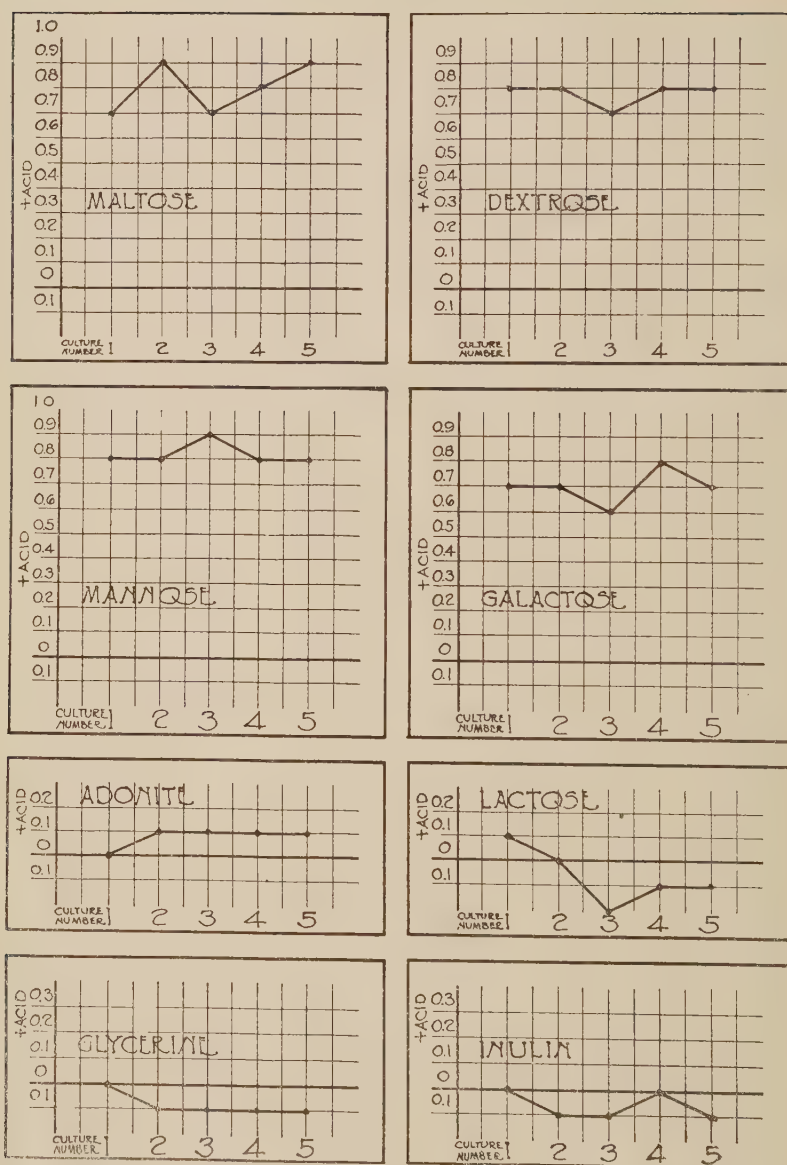 1.0
0.9
0.8
0.7
0.6
0.5
0.4
0.3
0.2
0.1
0
0.1
+ACID
MALTOSE
CULTURE
NUMBER 1 2 3 4 5
0.9
0.8
0.7
0.6
0.5
0.4
0.3
0.2
0.1
0
0.1
+ACID
DEXTROSE
CULTURE
NUMBER 1 2 3 4 5
1.0
0.9
0.8
0.7
0.6
0.5
0.4
0.3
0.2
0.1
0
0.1
+ACID
MANNOSE
CULTURE
NUMBER 1 2 3 4 5
0.9
0.8
0.7
0.6
0.5
0.4
0.3
0.2
0.1
0
0.1
+ACID
GALACTOSE
CULTURE
NUMBER 1 2 3 4 5
ADONITE
0.2
0.1
0
0.1
+ACID
CULTURE
NUMBER 1 2 3 4 5
LACTOSE
0.2
0.1
0
0.1
+ACID
CULTURE
NUMBER 1 2 3 4 5
0.3
0.2
0.1
0
0.1
+ACID
GLYCERINE
CULTURE
NUMBER 1 2 3 4 5
0.3
0.2
0.1
0
0.1
+ACID
INULIN
CULTURE
NUMBER 1 2 3 4 5